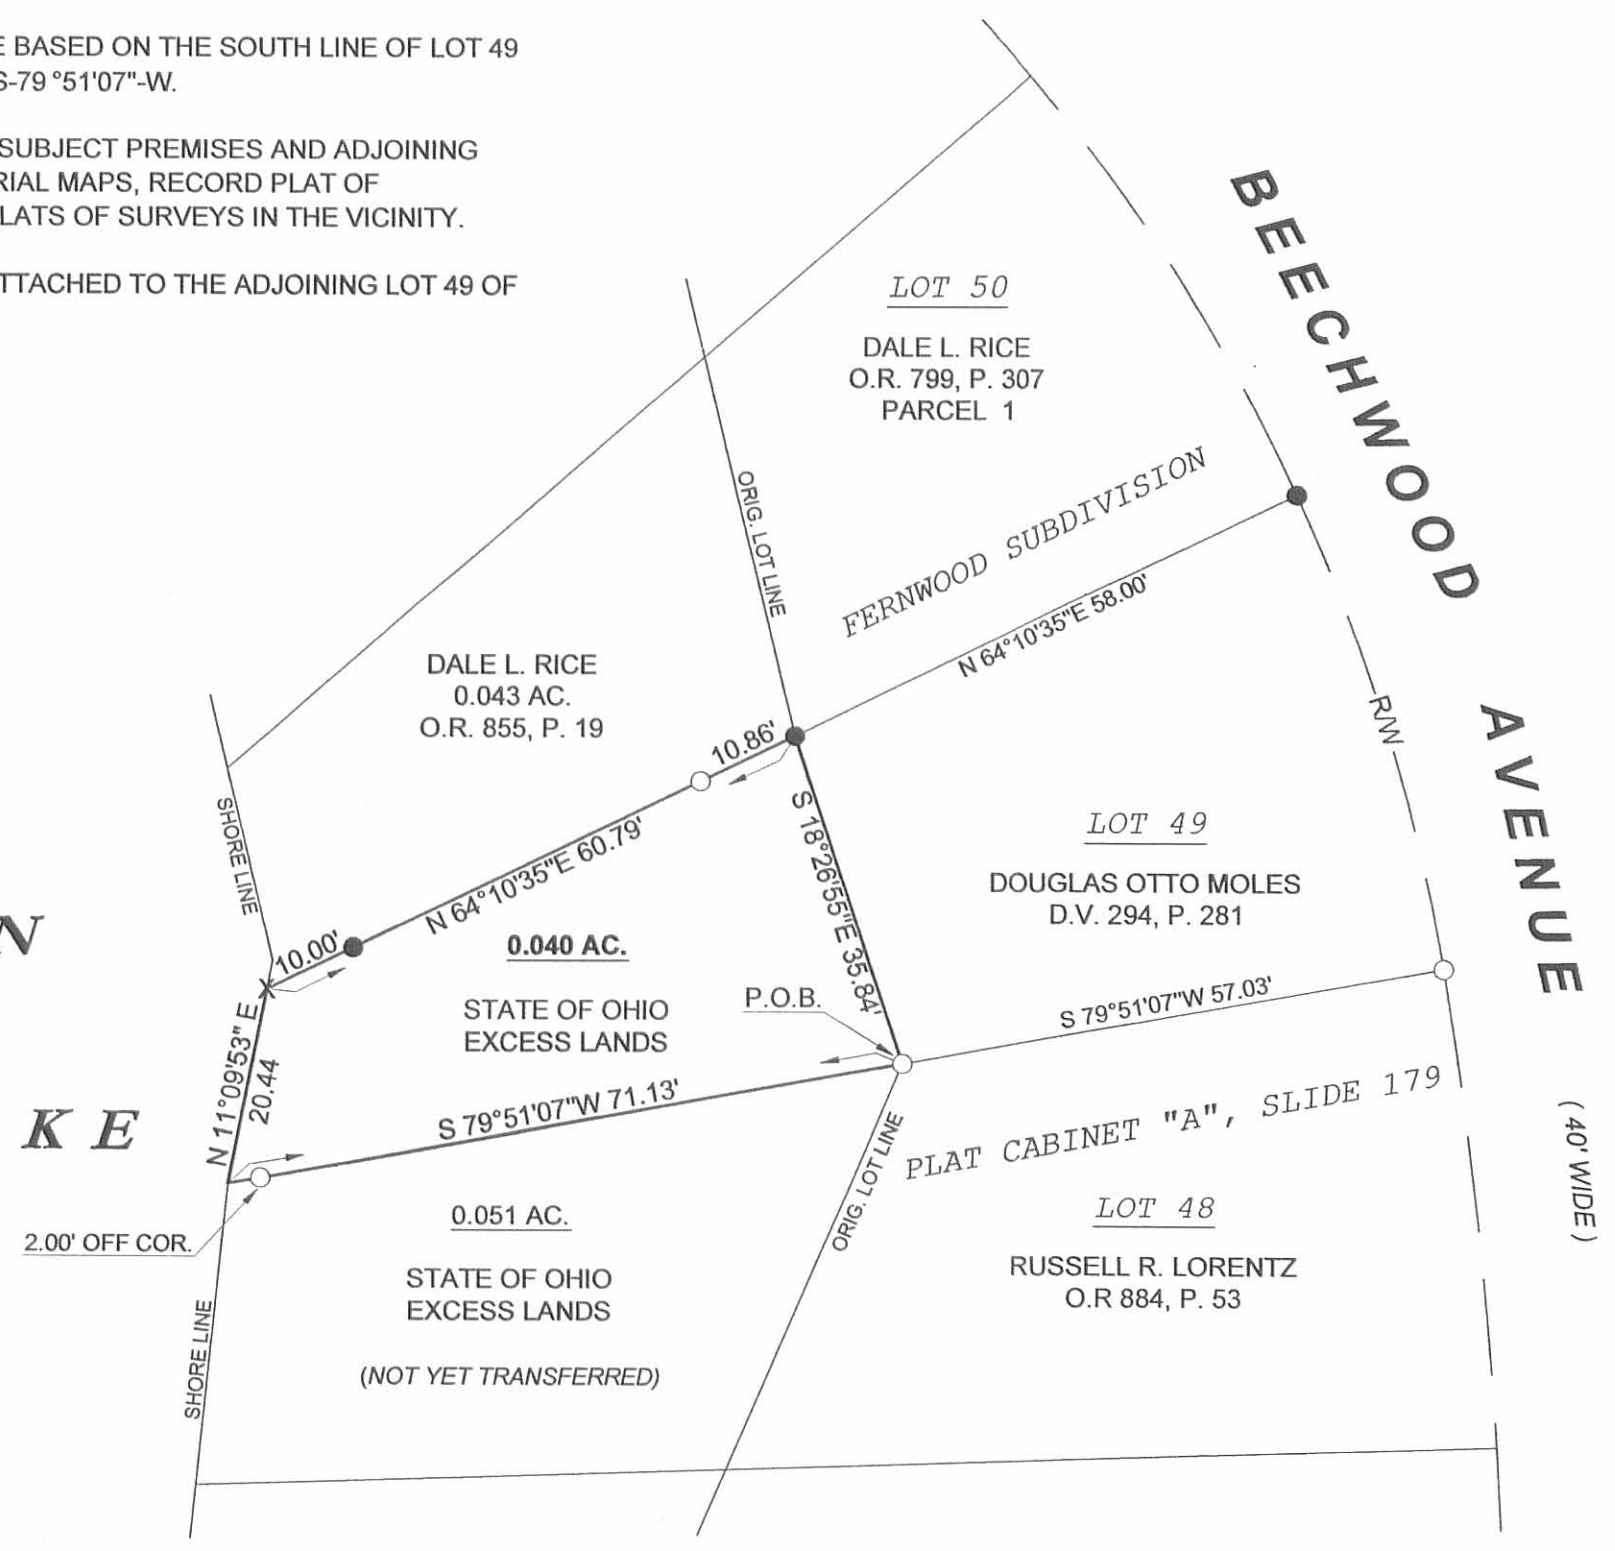 E BASED ON THE SOUTH LINE OF LOT 49
S-79°51'07"-W.
SUBJECT PREMISES AND ADJOINING
RIAL MAPS, RECORD PLAT OF
LATS OF SURVEYS IN THE VICINITY.
TTACHED TO THE ADJOINING LOT 49 OF
BEECHWOOD AVENUE
(40' WIDE)
R/W
LOT 50
DALE L. RICE
O.R. 799, P. 307
PARCEL 1
ORIG. LOT LINE
FERNWOOD SUBDIVISION
N 64°10'35"E 58.00'
DALE L. RICE
0.043 AC.
O.R. 855, P. 19
10.86'
SHORE LINE
N 64°10'35"E 60.79'
10.00'
S 18°26'55"E 35.84'
LOT 49
DOUGLAS OTTO MOLES
D.V. 294, P. 281
N
0.040 AC.
STATE OF OHIO
EXCESS LANDS
P.O.B.
S 79°51'07"W 57.03'
N 11°09'53" E
20.44
KE
S 79°51'07"W 71.13'
PLAT CABINET "A", SLIDE 179
2.00' OFF COR.
ORIG. LOT LINE
0.051 AC.
STATE OF OHIO
EXCESS LANDS
(NOT YET TRANSFERRED)
LOT 48
RUSSELL R. LORENTZ
O.R 884, P. 53
SHORE LINE